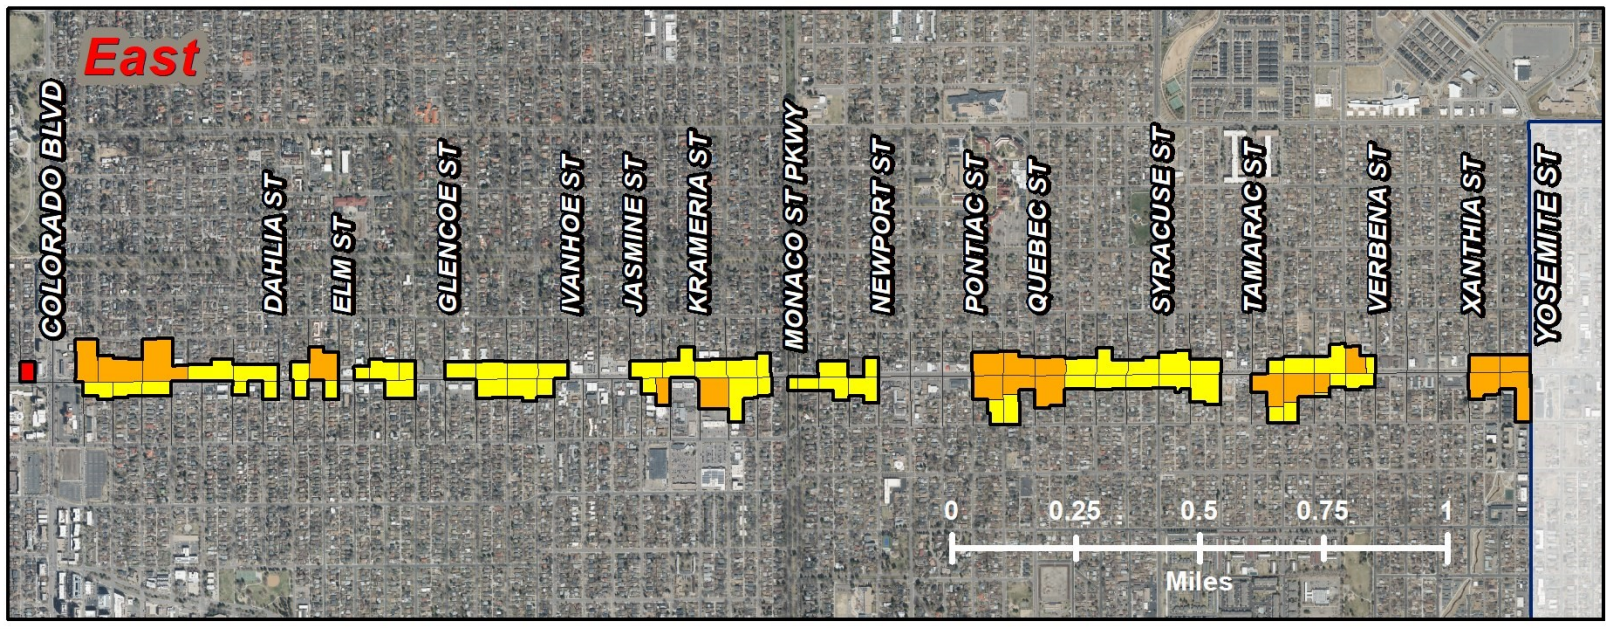 East
COLORADO BLVD
DAHLIA ST
ELM ST
GLENCOE ST
IVANHOE ST
JASMINE ST
KRAMERIA ST
MONACO ST PKWY
NEWPORT ST
PONTIAC ST
QUEBEC ST
SYRACUSE ST
TAMARAC ST
VERBENA ST
XANTHIA ST
YOSEMITE ST
0 0.25 0.5 0.75 1
Miles